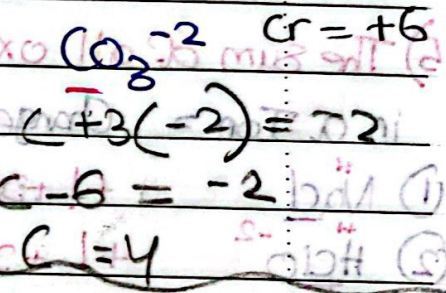 Cr = +6
CO3^-2
C + 3(-2) = -2
C - 6 = -2
C = 4